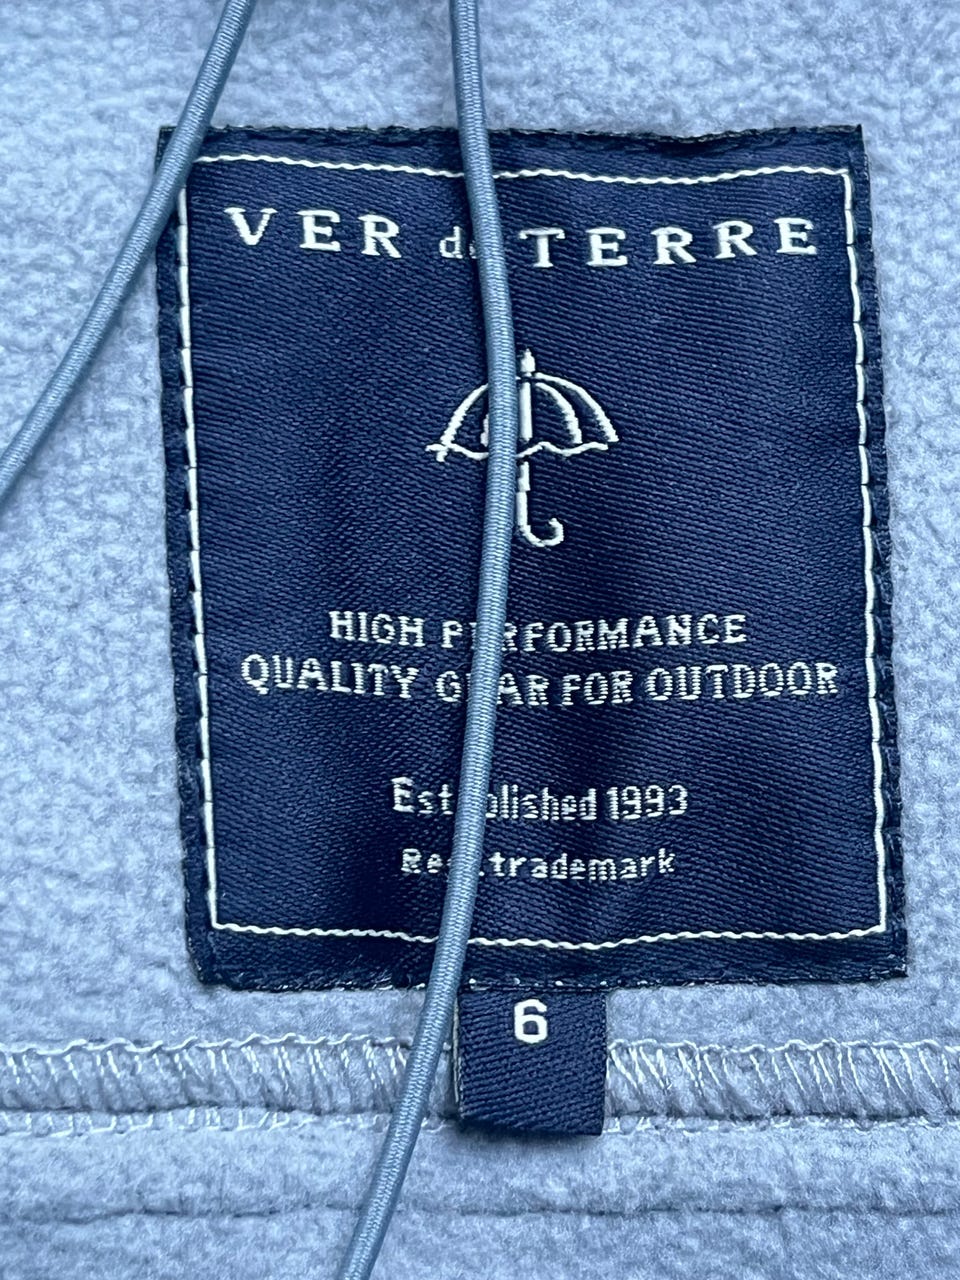 VER de TERRE
HIGH PERFORMANCE
QUALITY GEAR FOR OUTDOOR
Established 1993
Reg.trademark
6